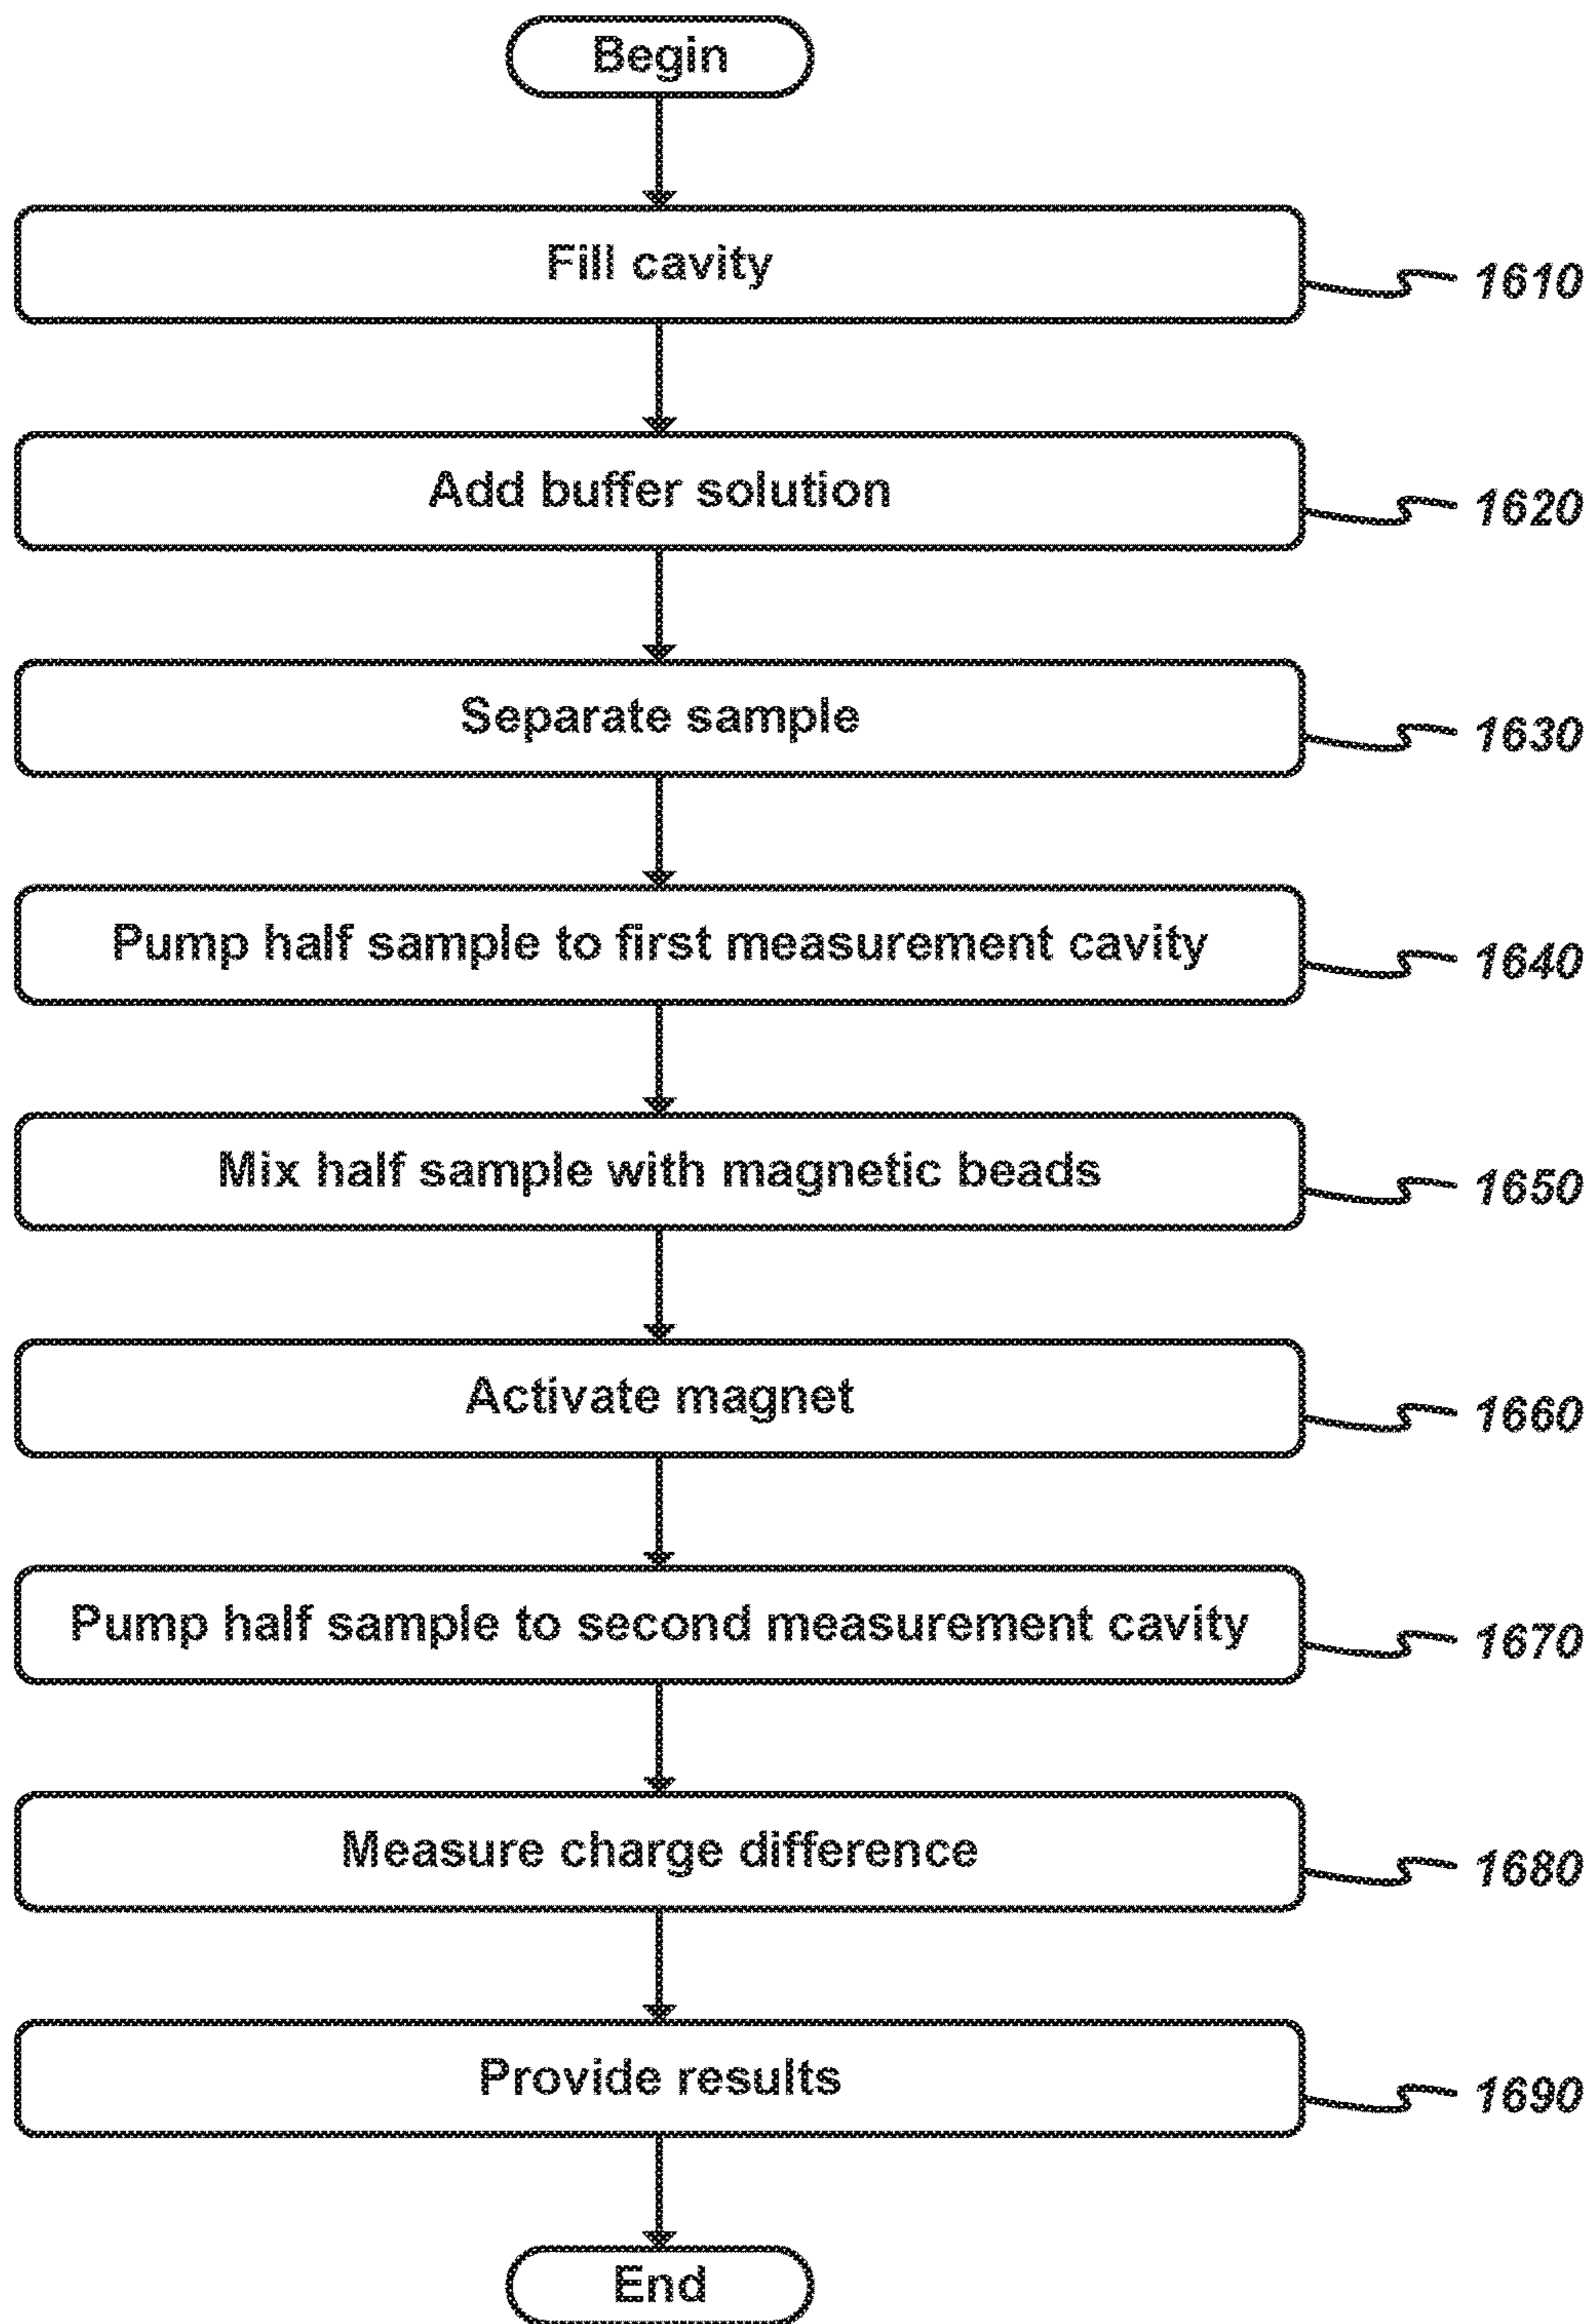 Begin
Fill cavity
1610
Add buffer solution
1620
Separate sample
1630
Pump half sample to first measurement cavity
1640
Mix half sample with magnetic beads
1650
Activate magnet
1660
Pump half sample to second measurement cavity
1670
Measure charge difference
1680
Provide results
1690
End